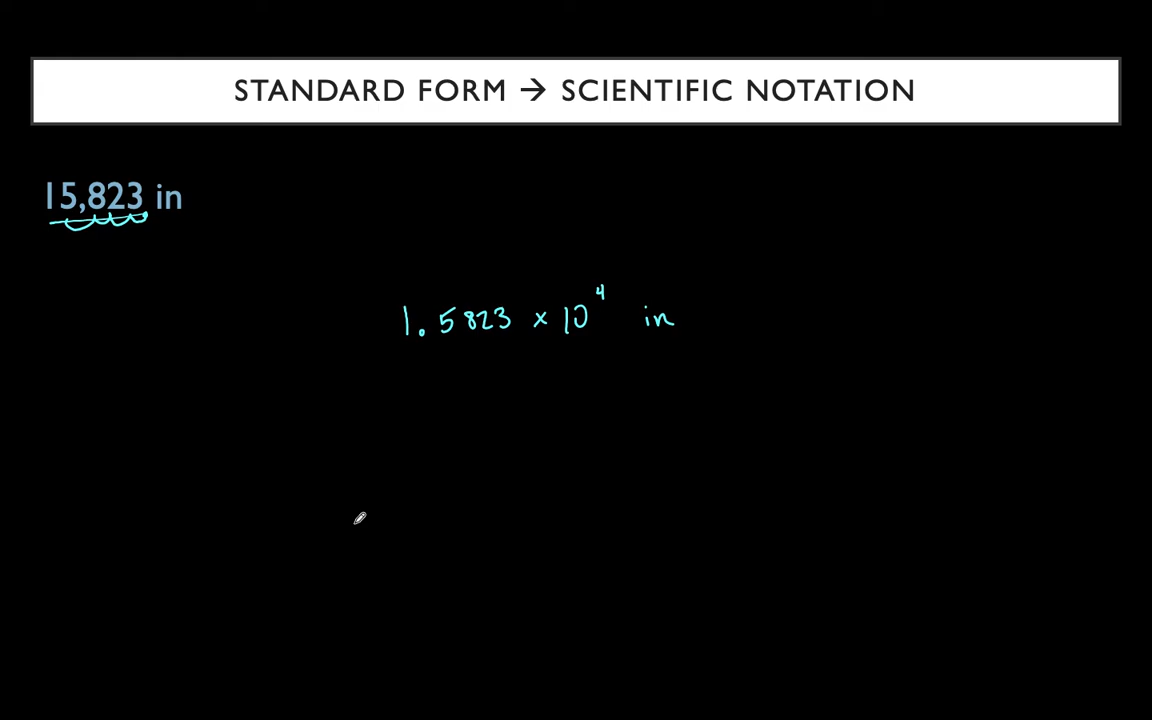 STANDARD FORM → SCIENTIFIC NOTATION
15,823 in
1.5823 × 10⁴ in